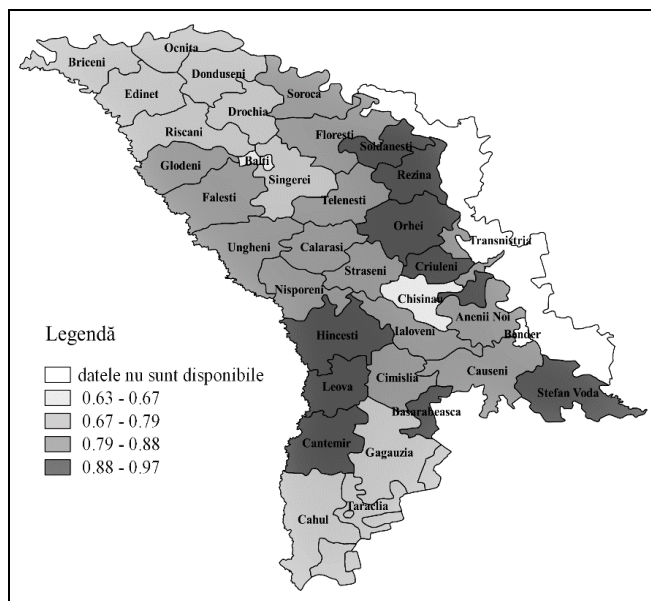 Ocnita
Briceni
Donduseni
Edinet
Soroca
Drochia
Riscani
Floresti
Soldanesti
Glodeni
Balti
Rezina
Singerei
Falesti
Telenesti
Orhei
Ungheni
Calarasi
Transnistria
Straseni
Criuleni
Nisporeni
Chisinau
Anenii Noi
Hincesti
Ialoveni
Bender
Legendă
datele nu sunt disponibile
0.63 - 0.67
0.67 - 0.79
0.79 - 0.88
0.88 - 0.97
Leova
Cimislia
Causeni
Stefan Voda
Basarabeasca
Cantemir
Gagauzia
Taraclia
Cahul